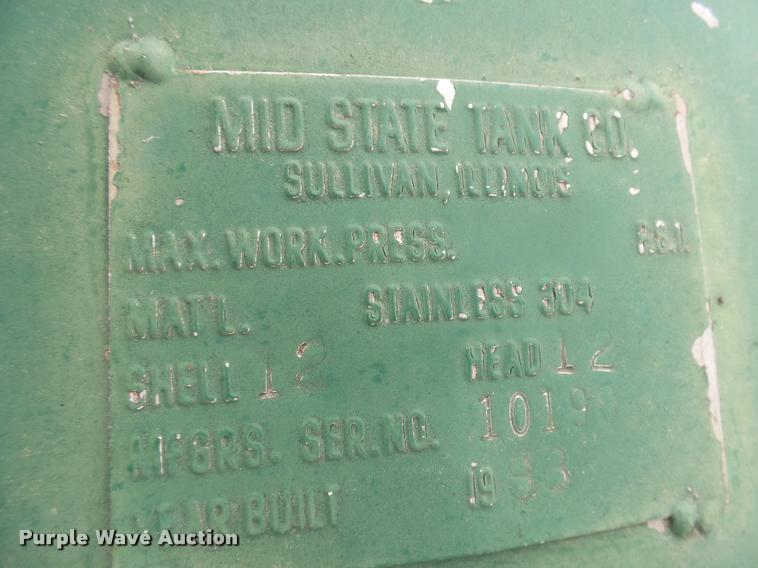 MID STATE TANK CO.
SULLIVAN, ILLINOIS
MAX. WORK. PRESS. P.S.I.
MAT'L. STAINLESS 304
SHELL 12 HEAD 12
MFGRS. SER. NO.
YEAR BUILT 19
Purple Wave Auction